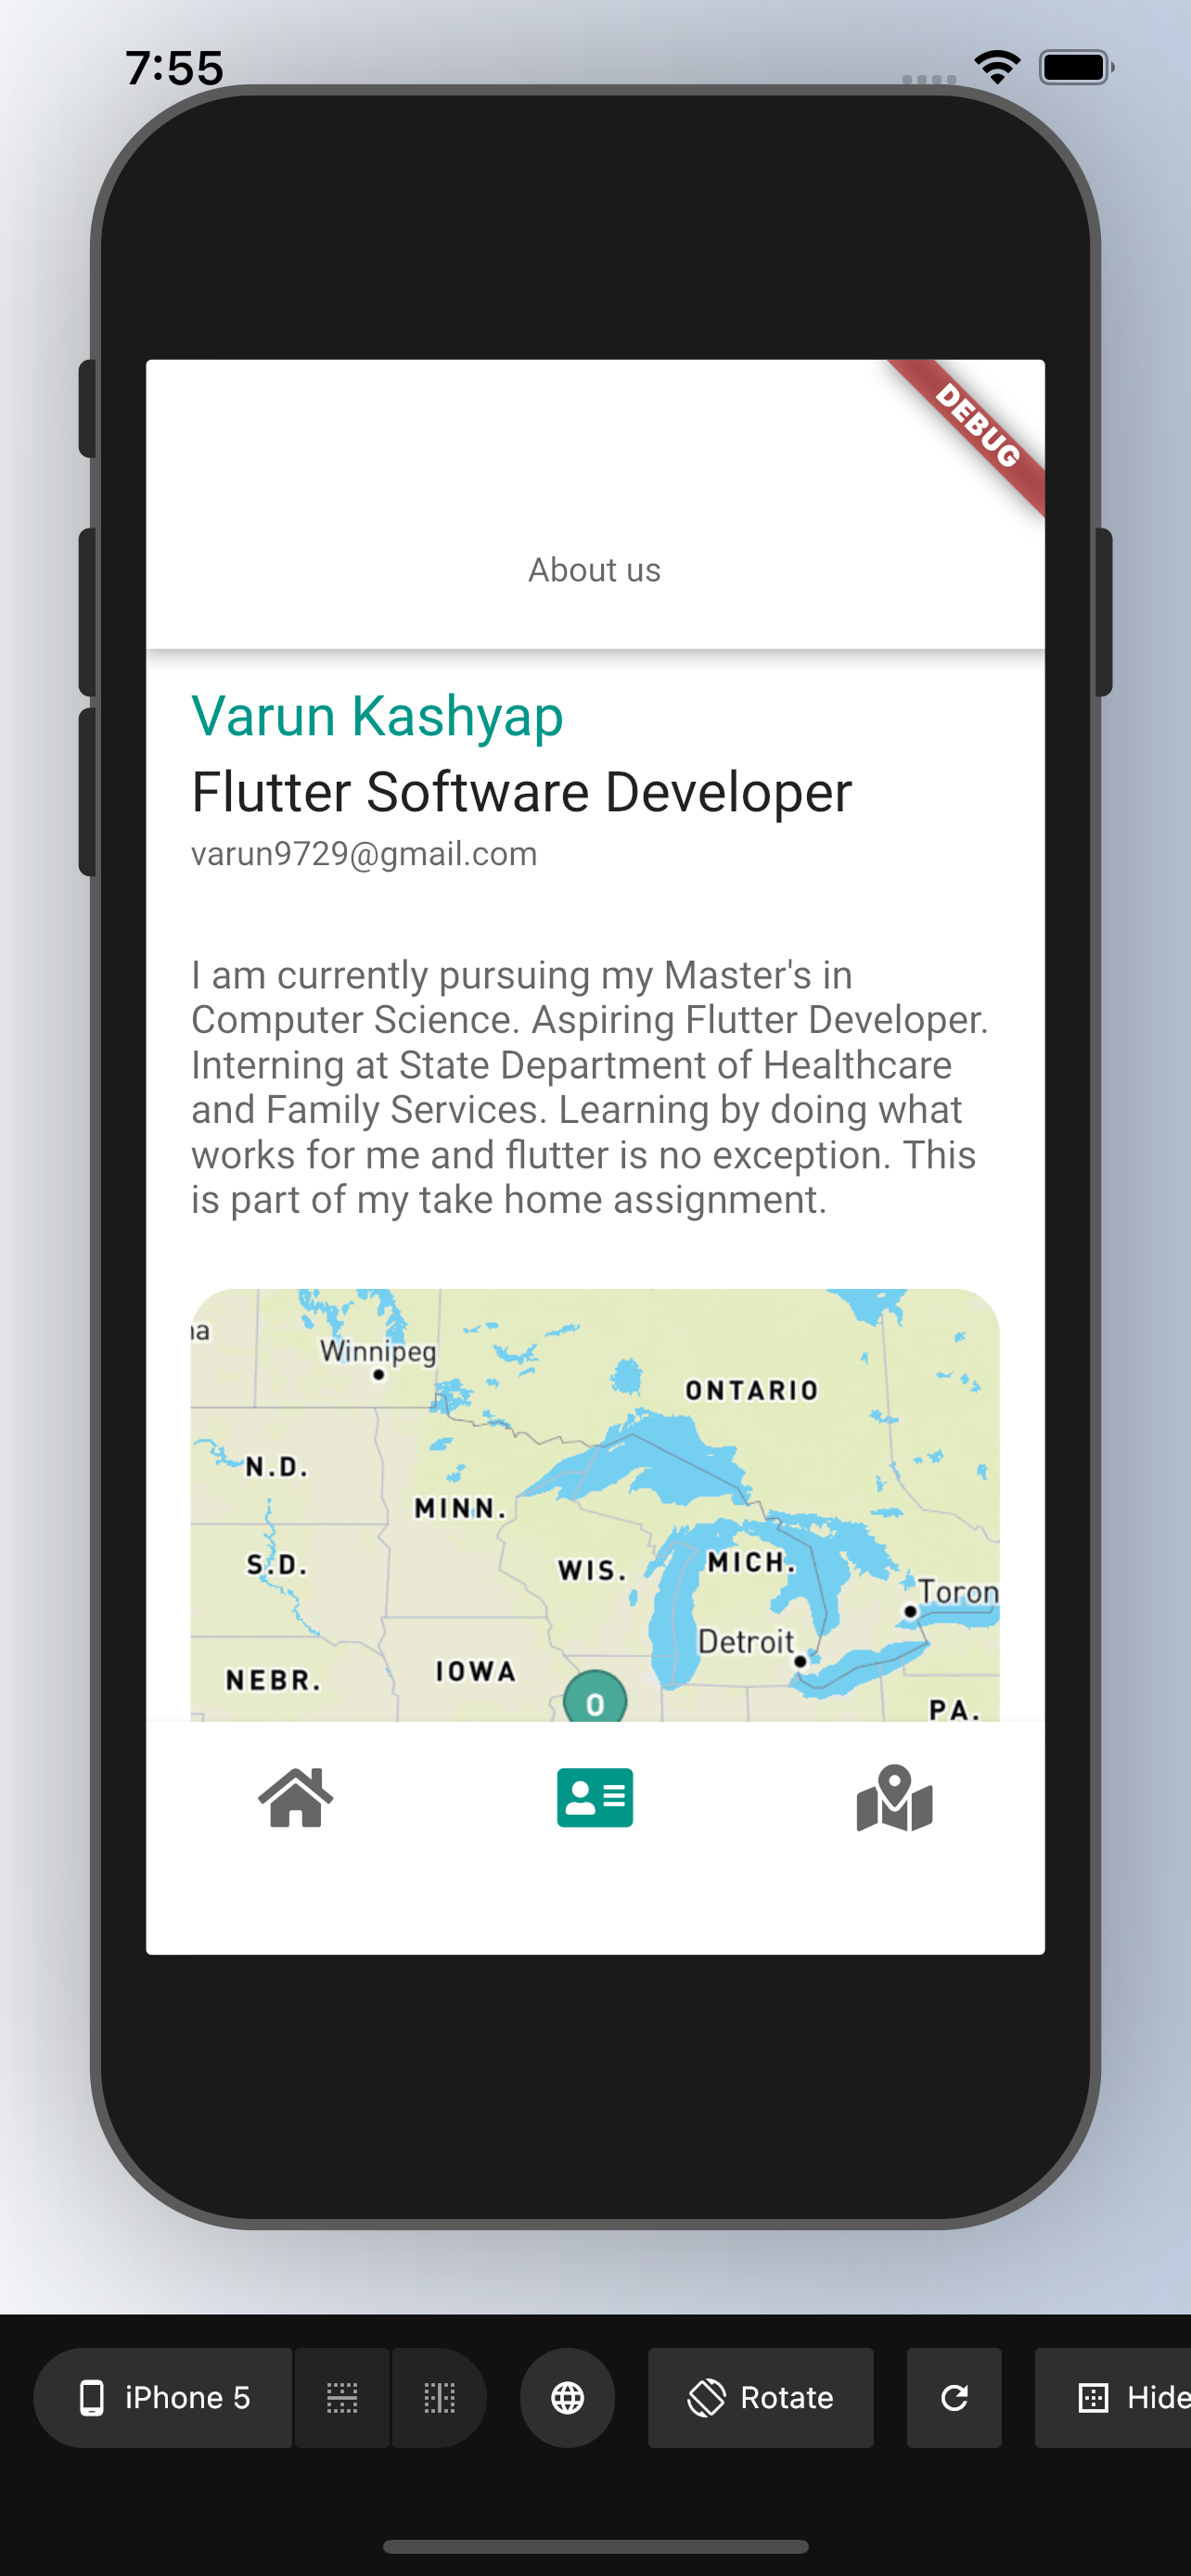 7:55
DEBUG
About us
Varun Kashyap
Flutter Software Developer
varun9729@gmail.com
I am currently pursuing my Master's in
Computer Science. Aspiring Flutter Developer.
Interning at State Department of Healthcare
and Family Services. Learning by doing what
works for me and flutter is no exception. This
is part of my take home assignment.
na
Winnipeg
ONTARIO
N.D.
MINN.
S.D.
WIS.
MICH.
Toron
Detroit
IOWA
NEBR.
0
PA.
iPhone 5
Rotate
Hide